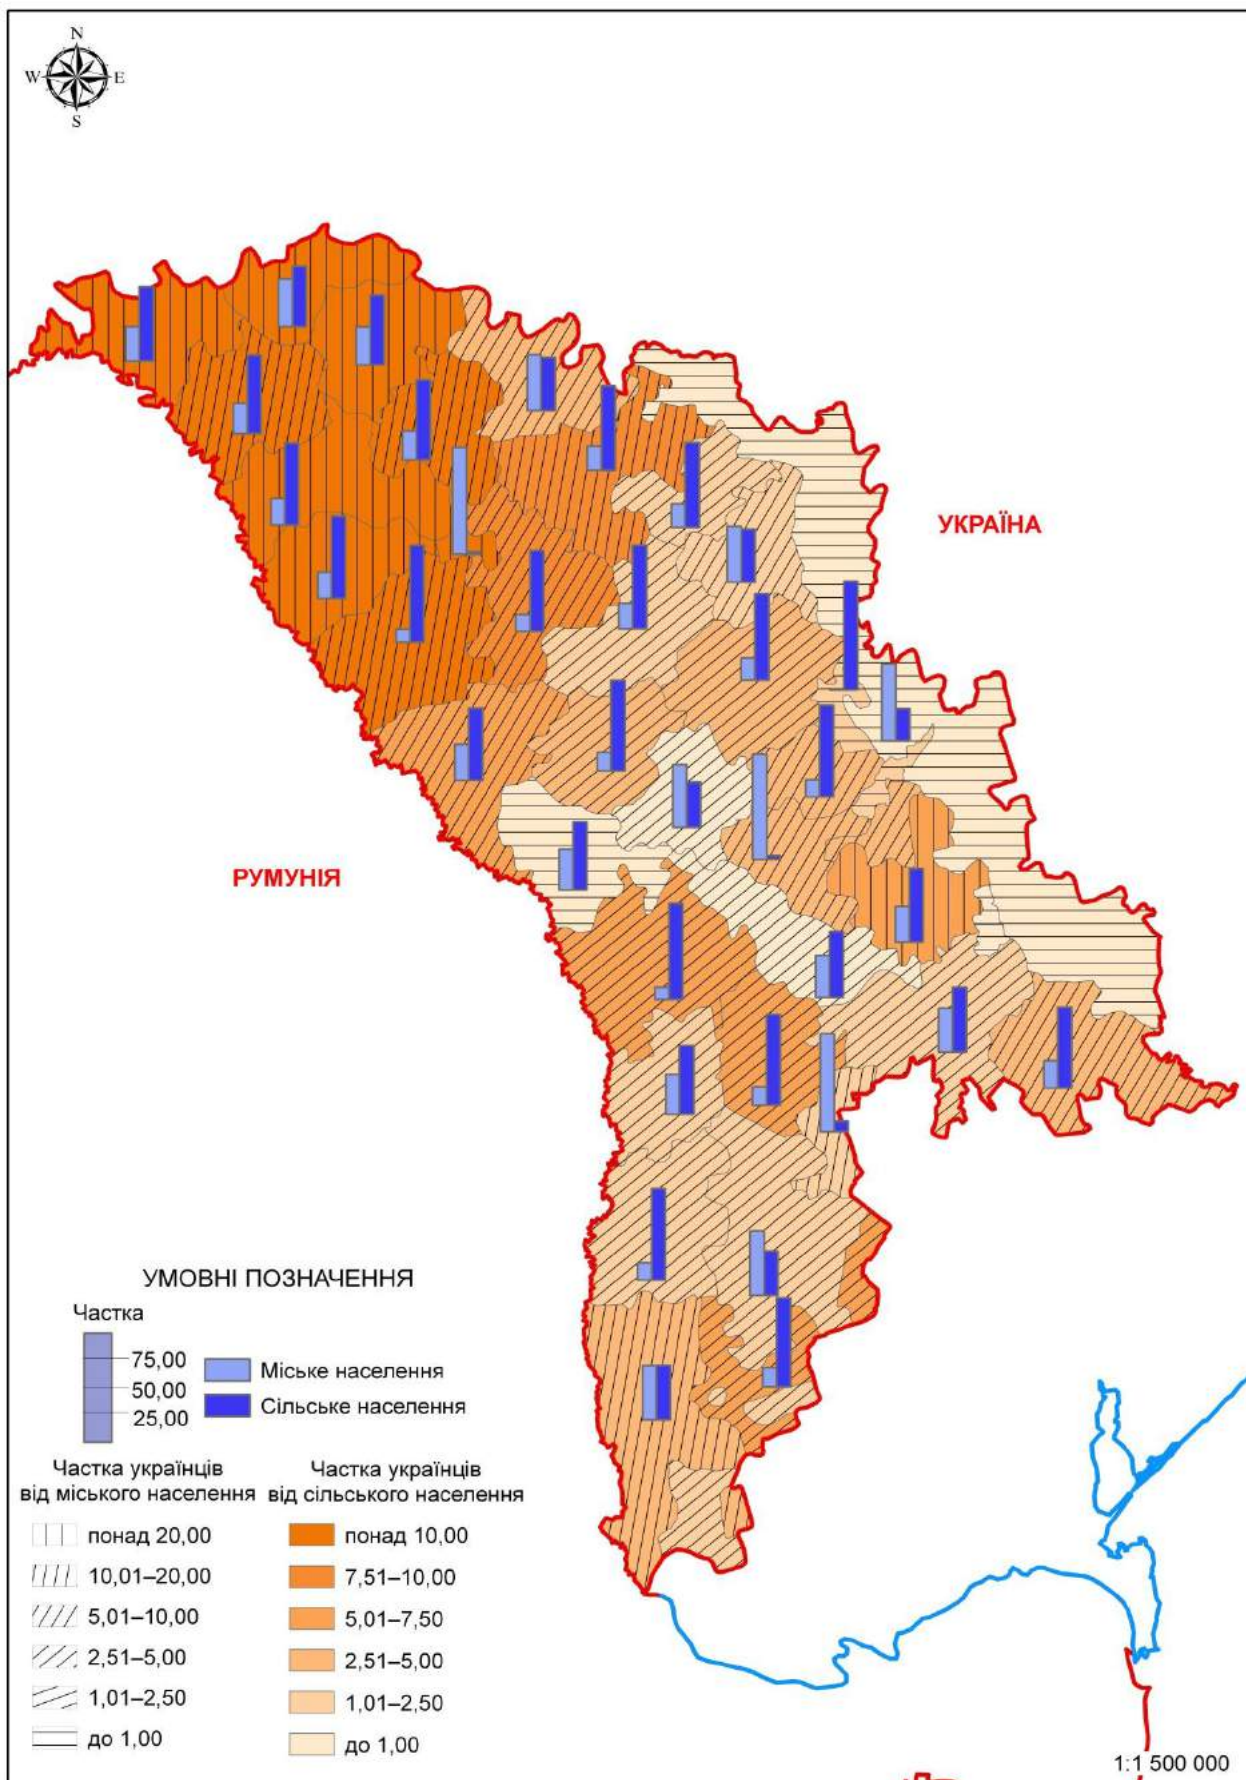 N
W E
S
УКРАЇНА
РУМУНІЯ
УМОВНІ ПОЗНАЧЕННЯ
Частка
75,00
50,00
25,00
Міське населення
Сільське населення
Частка українців
від міського населення
понад 20,00
10,01–20,00
5,01–10,00
2,51–5,00
1,01–2,50
до 1,00
Частка українців
від сільського населення
понад 10,00
7,51–10,00
5,01–7,50
2,51–5,00
1,01–2,50
до 1,00
1:1 500 000